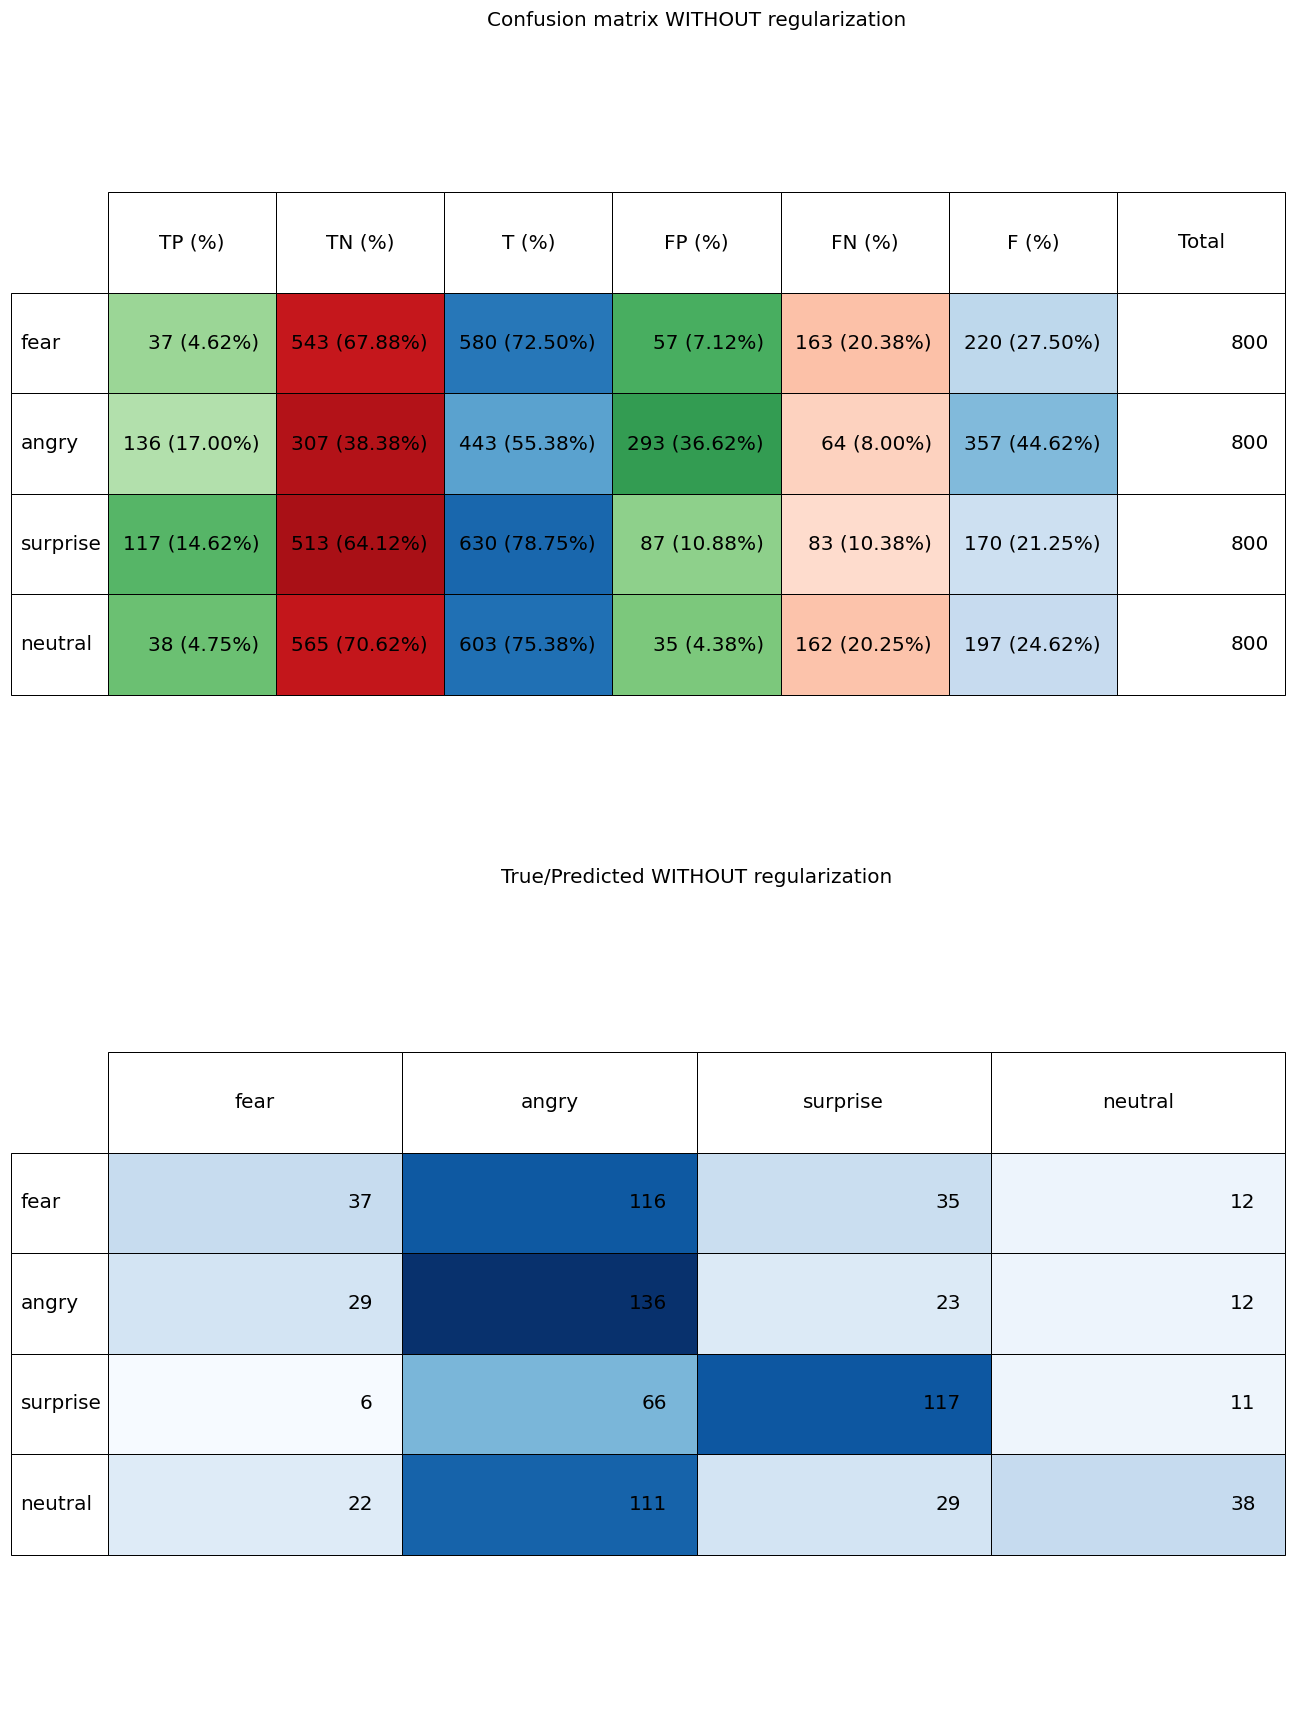 Confusion matrix WITHOUT regularization
TP (%) TN (%) T (%) FP (%) FN (%) F (%) Total
fear 37 (4.62%) 543 (67.88%) 580 (72.50%) 57 (7.12%) 163 (20.38%) 220 (27.50%) 800
angry 136 (17.00%) 307 (38.38%) 443 (55.38%) 293 (36.62%) 64 (8.00%) 357 (44.62%) 800
surprise 117 (14.62%) 513 (64.12%) 630 (78.75%) 87 (10.88%) 83 (10.38%) 170 (21.25%) 800
neutral 38 (4.75%) 565 (70.62%) 603 (75.38%) 35 (4.38%) 162 (20.25%) 197 (24.62%) 800
True/Predicted WITHOUT regularization
fear angry surprise neutral
fear 37 116 35 12
angry 29 136 23 12
surprise 6 66 117 11
neutral 22 111 29 38